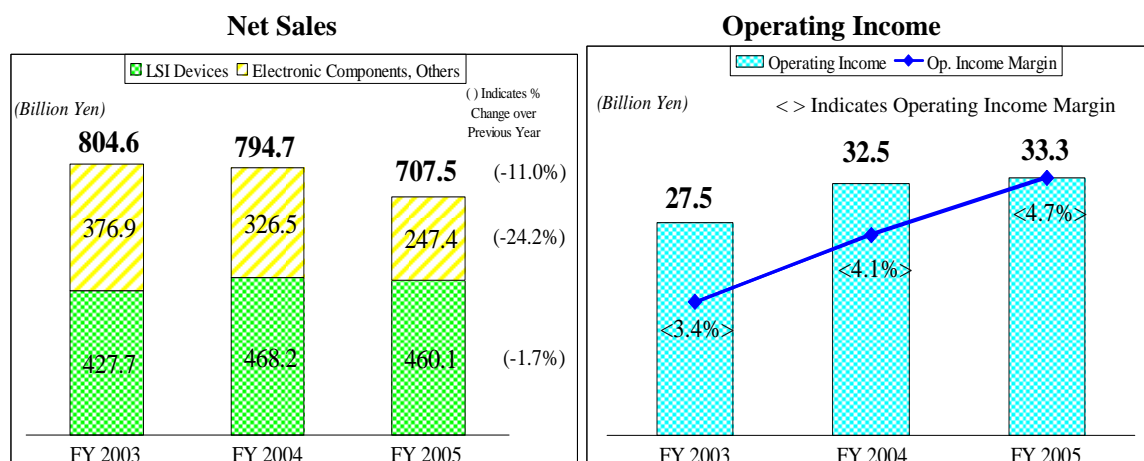 Net Sales
LSI Devices Electronic Components, Others
(Billion Yen)
( ) Indicates %
Change over
Previous Year
804.6 794.7 707.5 (-11.0%)
376.9 326.5 247.4 (-24.2%)
427.7 468.2 460.1 (-1.7%)
FY 2003 FY 2004 FY 2005
Operating Income
Operating Income Op. Income Margin
(Billion Yen) < > Indicates Operating Income Margin
27.5 32.5 33.3
<3.4%> <4.1%> <4.7%>
FY 2003 FY 2004 FY 2005